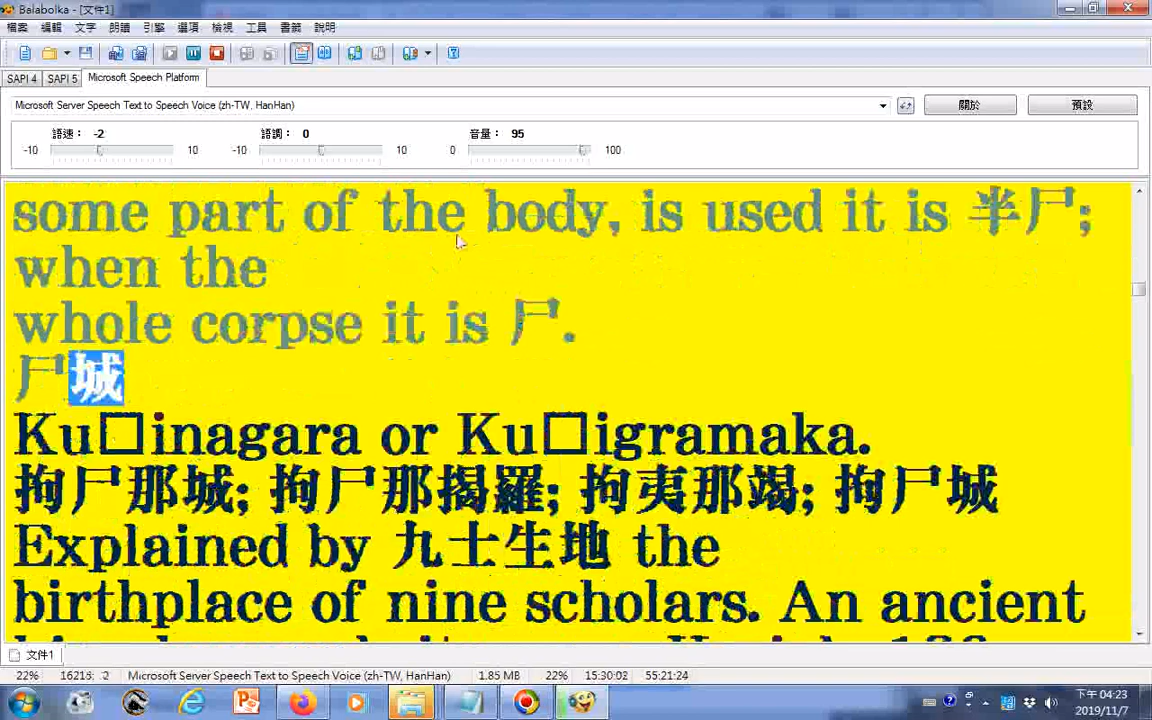 Balabolka - [文件1]
檔案 編輯 文字 朗讀 引擎 選項 檢視 工具 書籤 說明
SAPI 4 SAPI 5 Microsoft Speech Platform
Microsoft Server Speech Text to Speech Voice (zh-TW, HanHan) 關於 預設
語速： -2 語調： 0 音量： 95
-10 10 -10 10 0 100
some part of the body, is used it is 半尸;
when the
whole corpse it is 尸.
尸城
Ku□inagara or Ku□igramaka.
拘尸那城; 拘尸那揭羅; 拘夷那竭; 拘尸城
Explained by 九士生地 the
birthplace of nine scholars. An ancient
文件1
22% Microsoft Server Speech Text to Speech Voice (zh-TW, HanHan) 1.85 MB 22% 15:30:02 55:21:24
下午 04:23
2019/11/7